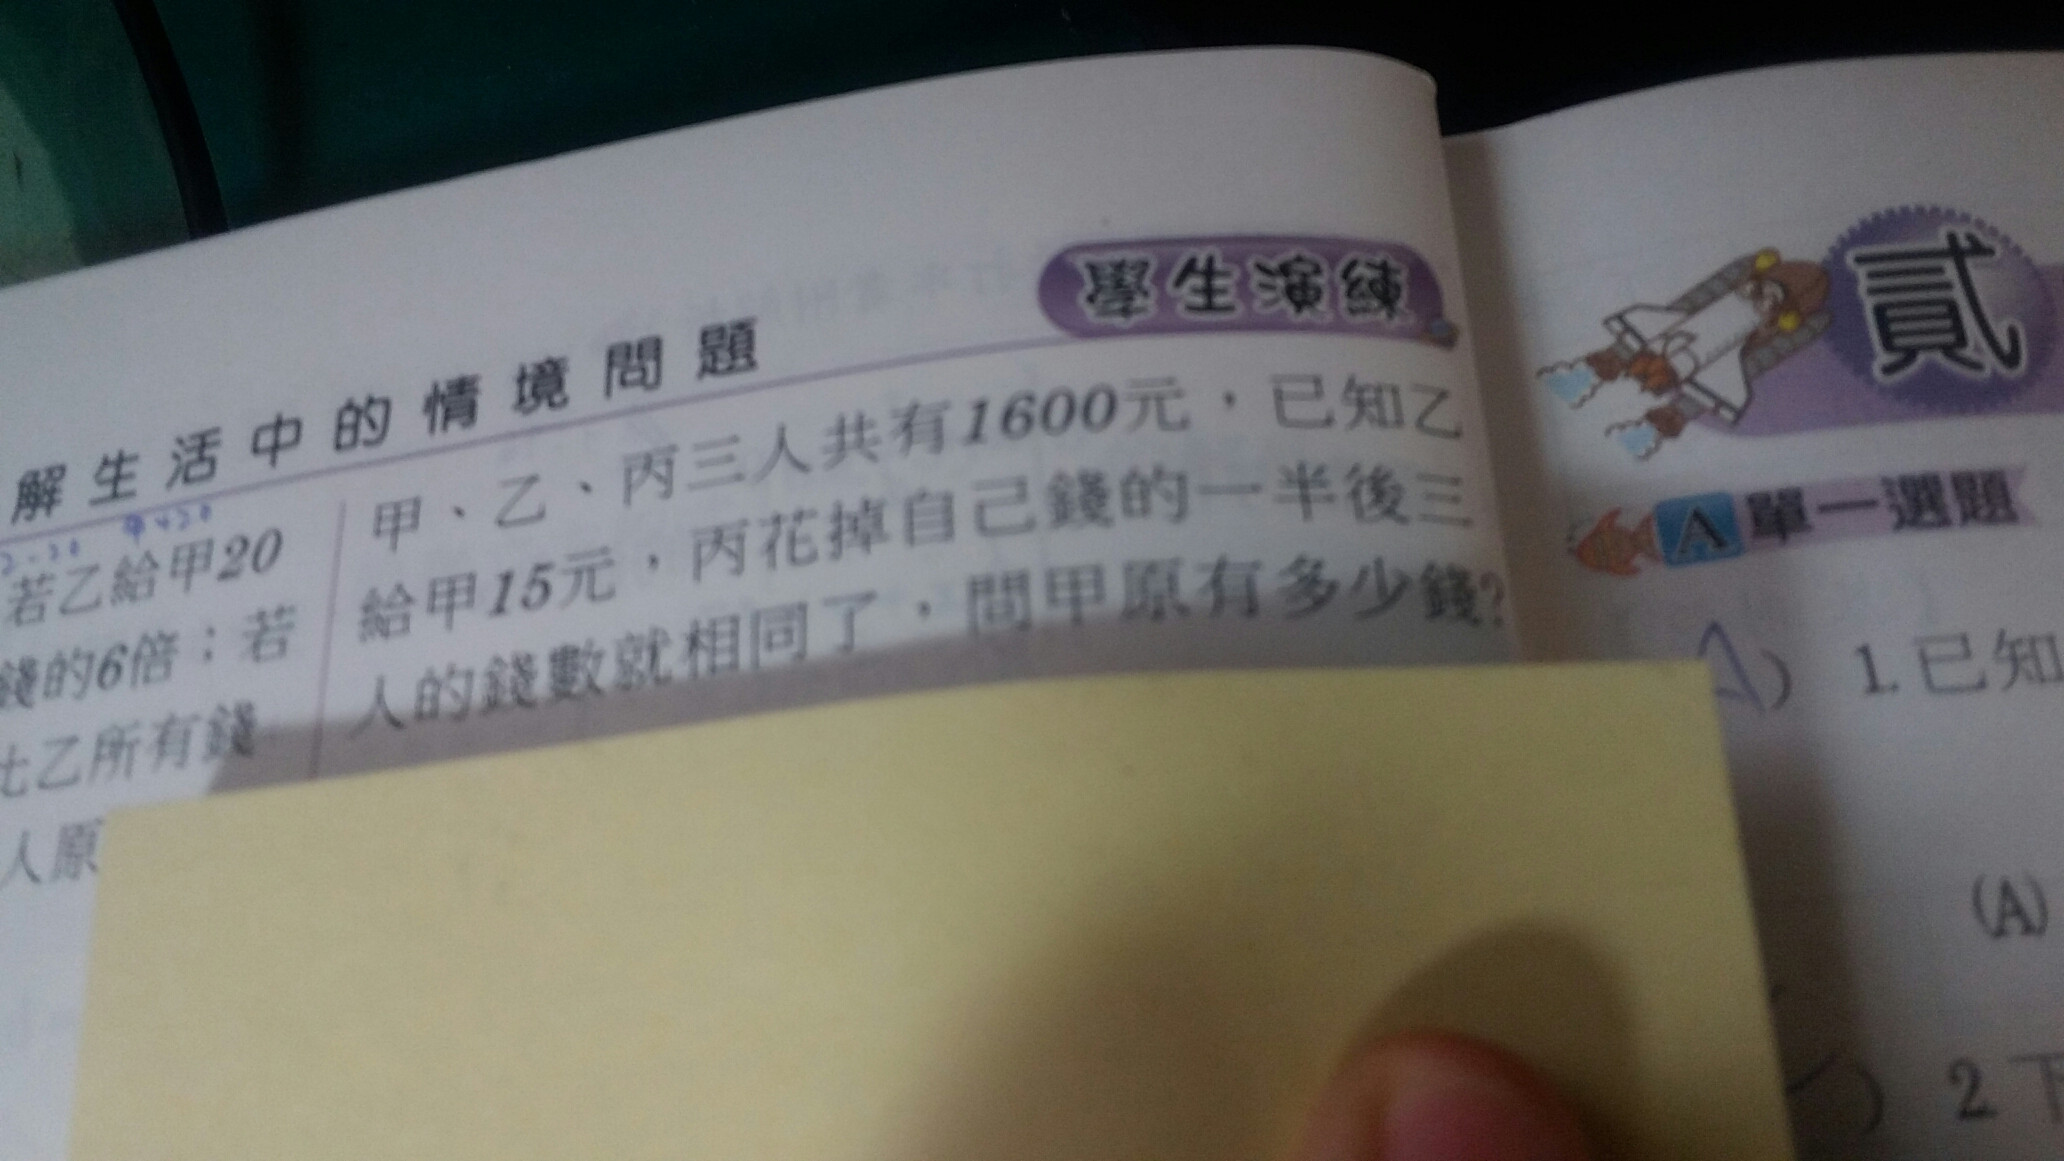 解生活中的情境問題
學生演練
甲、乙、丙三人共有1600元，已知乙
給甲15元，丙花掉自己錢的一半後三
人的錢數就相同了，問甲原有多少錢?
甲+20
若乙給甲20
錢的6倍；若
比乙所有錢
人原
貳
A 單一選題
A) 1.已知
(A)
) 2.下